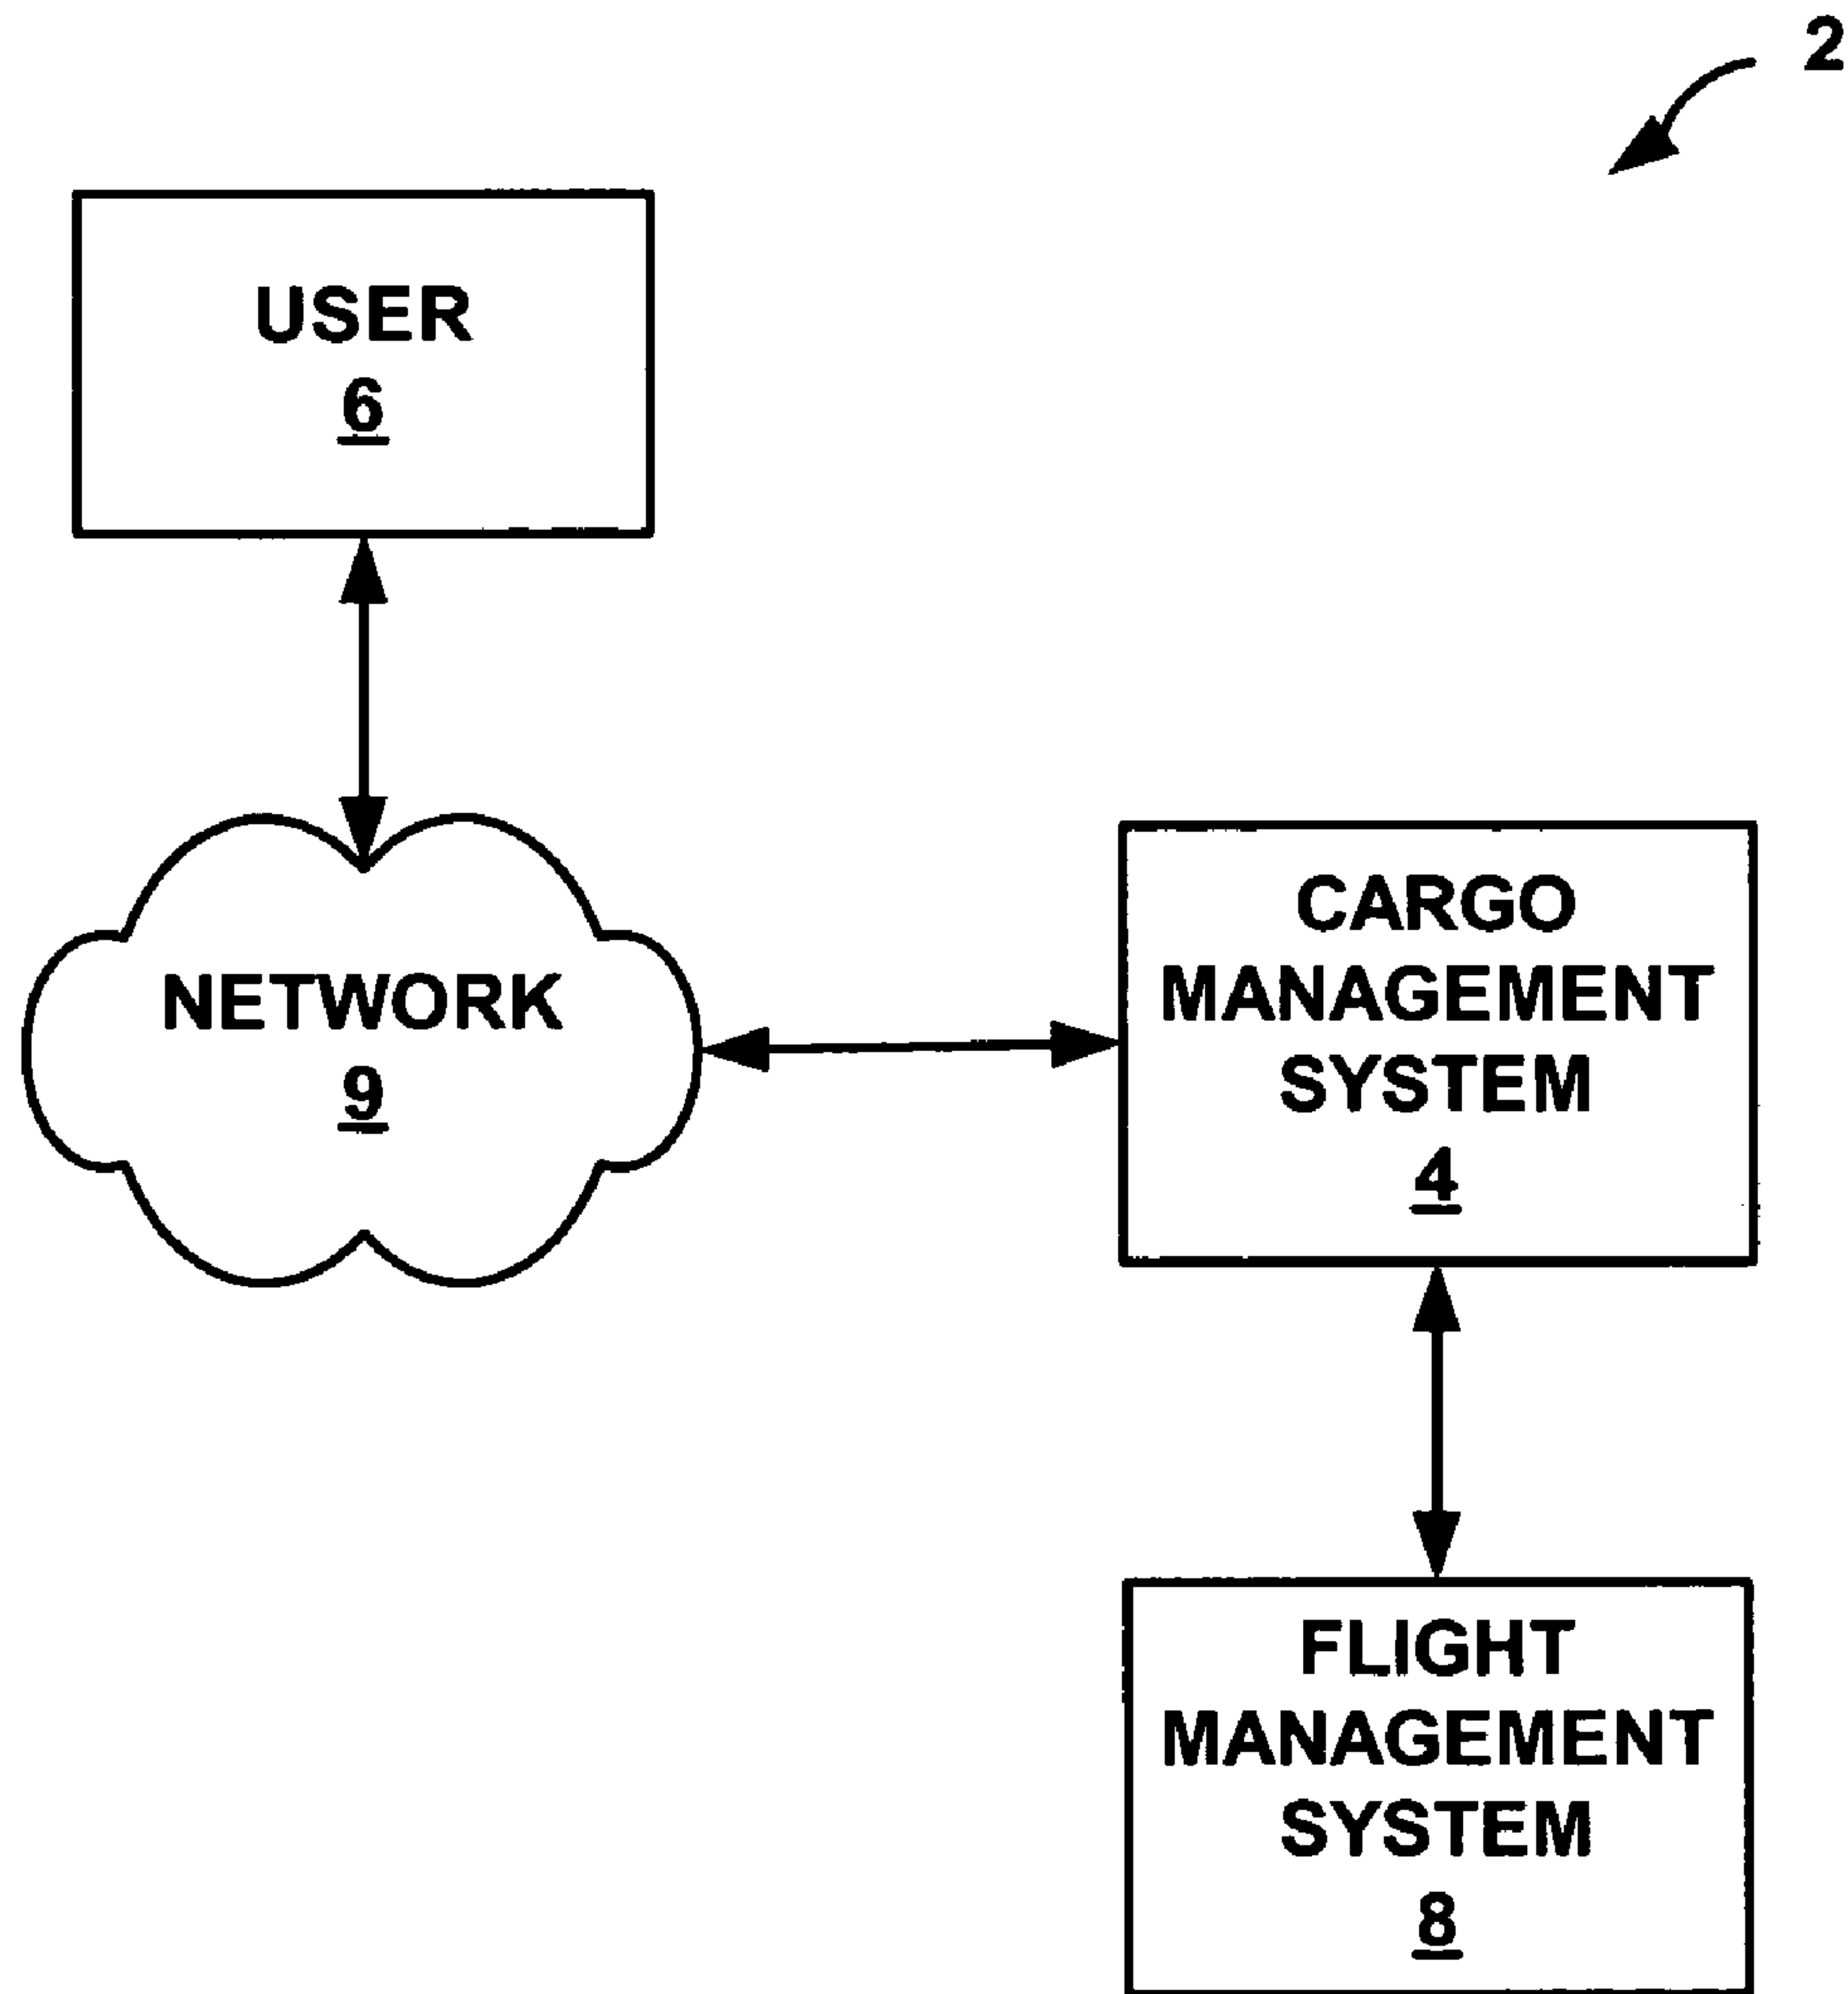 2
USER
6
NETWORK
9
CARGO
MANAGEMENT
SYSTEM
4
FLIGHT
MANAGEMENT
SYSTEM
8